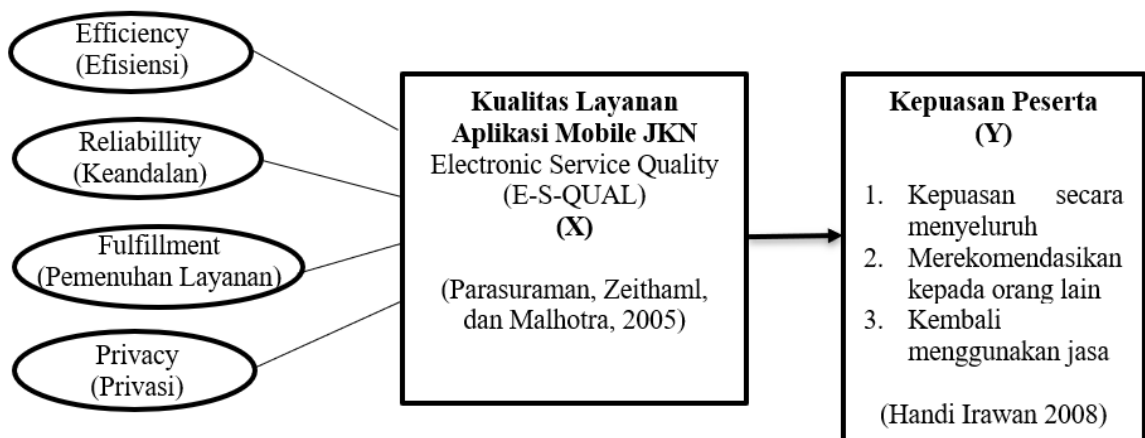 Efficiency
(Efisiensi)
Reliabillity
(Keandalan)
Fulfillment
(Pemenuhan Layanan)
Privacy
(Privasi)
Kualitas Layanan
Aplikasi Mobile JKN
Electronic Service Quality
(E-S-QUAL)
(X)
(Parasuraman, Zeithaml,
dan Malhotra, 2005)
Kepuasan Peserta
(Y)
1. Kepuasan secara
menyeluruh
2. Merekomendasikan
kepada orang lain
3. Kembali
menggunakan jasa
(Handi Irawan 2008)